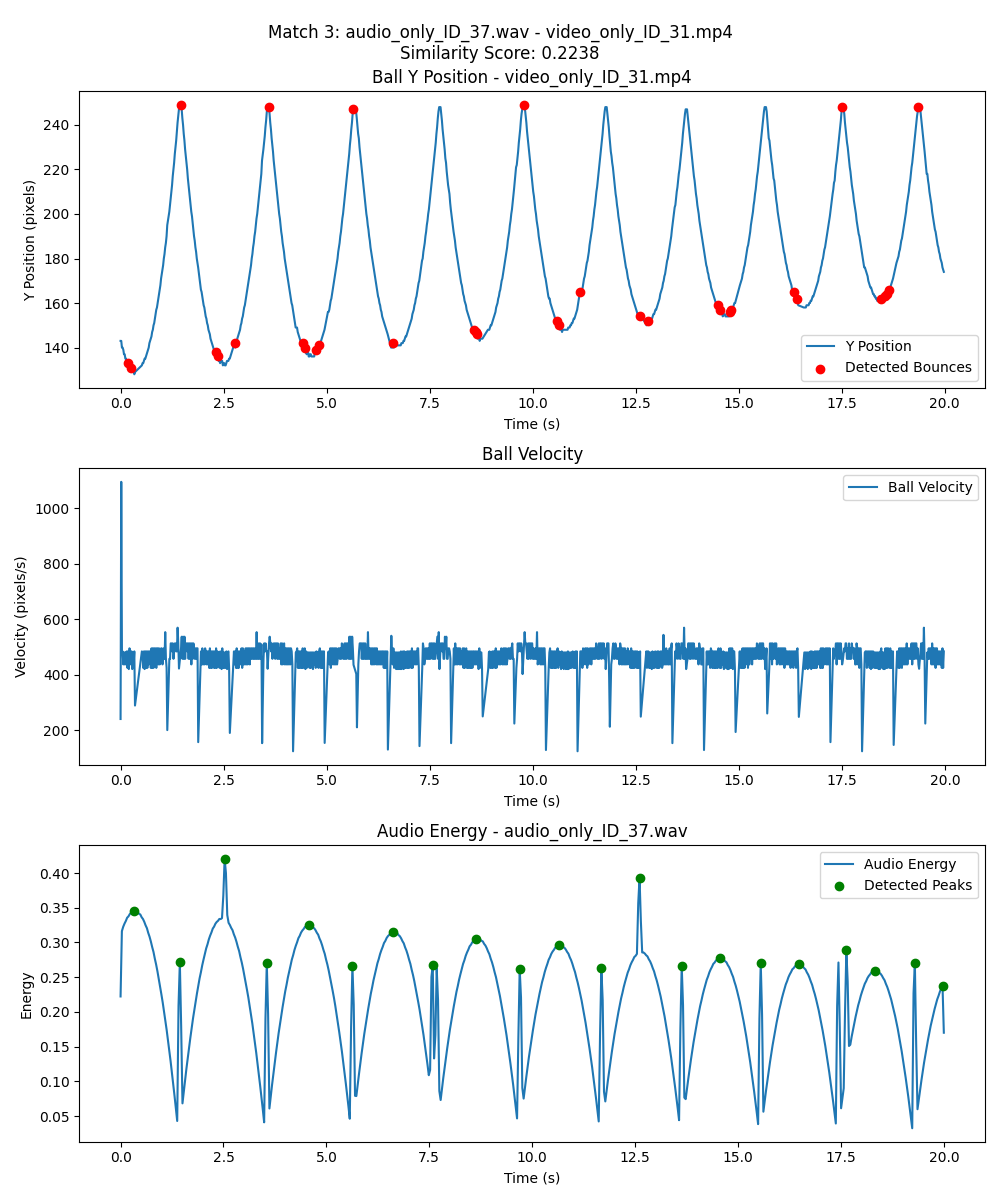 Match 3: audio_only_ID_37.wav - video_only_ID_31.mp4
Similarity Score: 0.2238
Ball Y Position - video_only_ID_31.mp4
Y Position (pixels)
240
220
200
180
160
140
Y Position
Detected Bounces
0.0 2.5 5.0 7.5 10.0 12.5 15.0 17.5 20.0
Time (s)
Ball Velocity
Velocity (pixels/s)
1000
800
600
400
200
Ball Velocity
0.0 2.5 5.0 7.5 10.0 12.5 15.0 17.5 20.0
Time (s)
Audio Energy - audio_only_ID_37.wav
Energy
0.40
0.35
0.30
0.25
0.20
0.15
0.10
0.05
Audio Energy
Detected Peaks
0.0 2.5 5.0 7.5 10.0 12.5 15.0 17.5 20.0
Time (s)